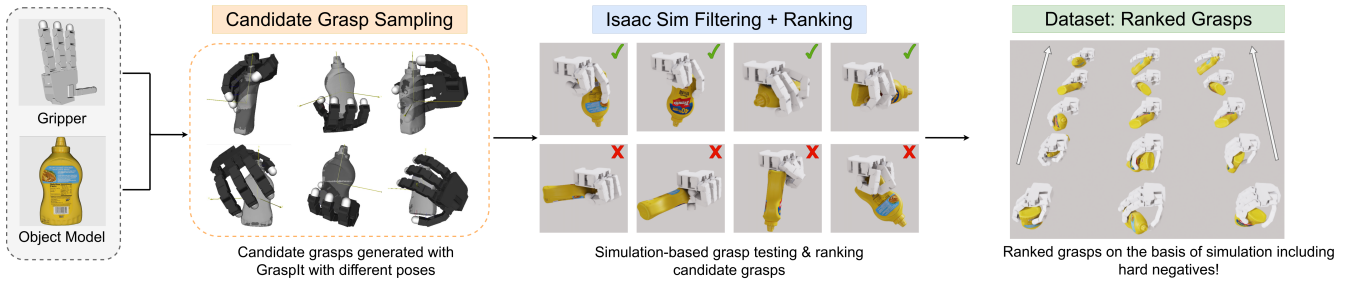 Candidate Grasp Sampling
Isaac Sim Filtering + Ranking
Dataset: Ranked Grasps
Gripper
Object Model
Candidate grasps generated with
GraspIt with different poses
Simulation-based grasp testing & ranking
candidate grasps
Ranked grasps on the basis of simulation including
hard negatives!